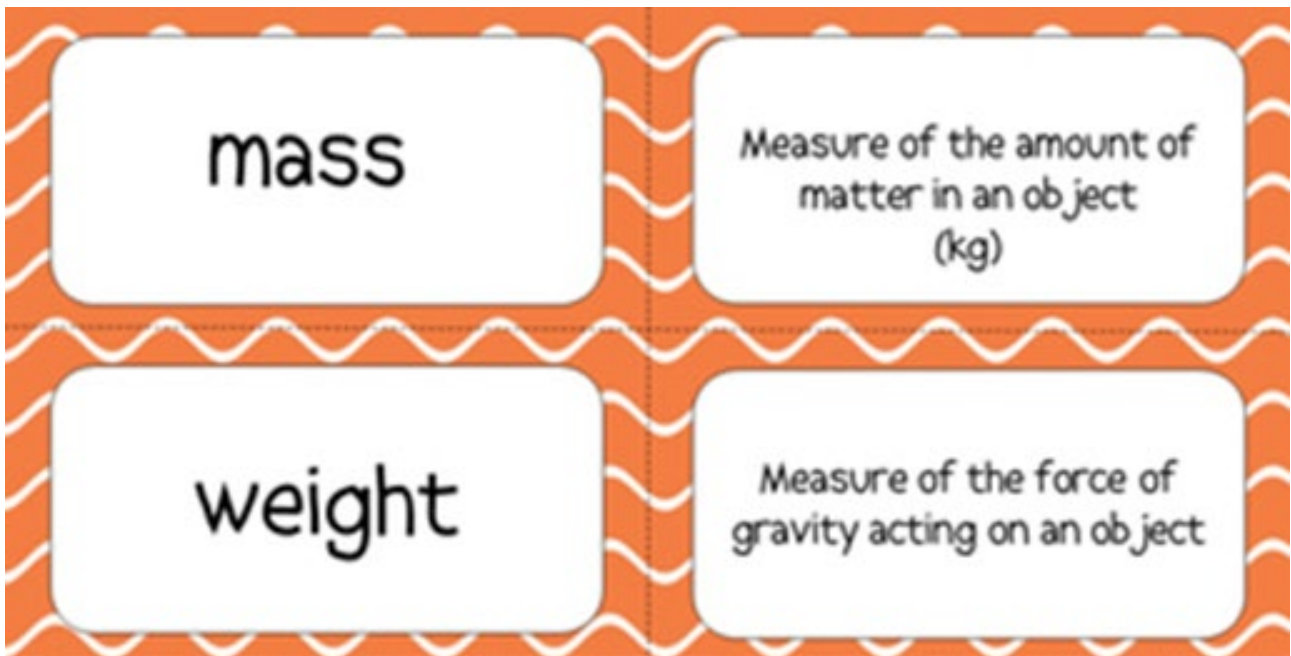 mass
Measure of the amount of
matter in an object
(kg)
weight
Measure of the force of
gravity acting on an object